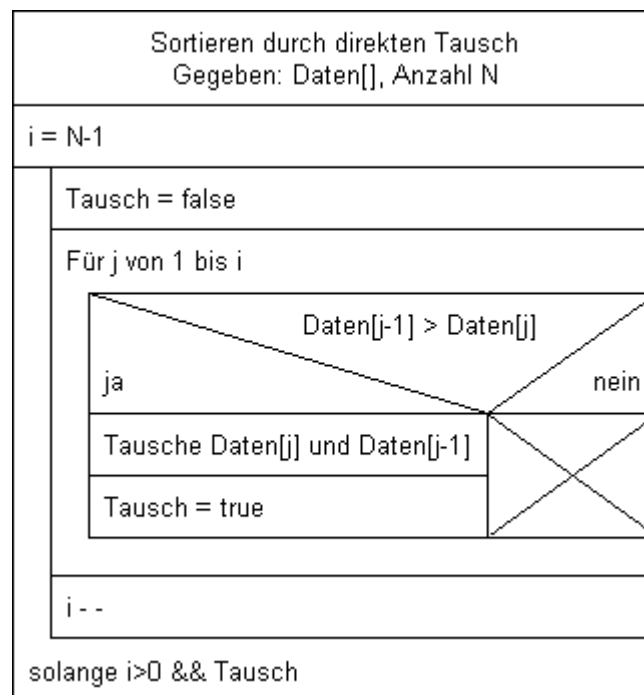 Sortieren durch direkten Tausch
Gegeben: Daten[], Anzahl N
i = N-1
Tausch = false
Für j von 1 bis i
Daten[j-1] > Daten[j]
ja
nein
Tausche Daten[j] und Daten[j-1]
Tausch = true
i - -
solange i>0 && Tausch